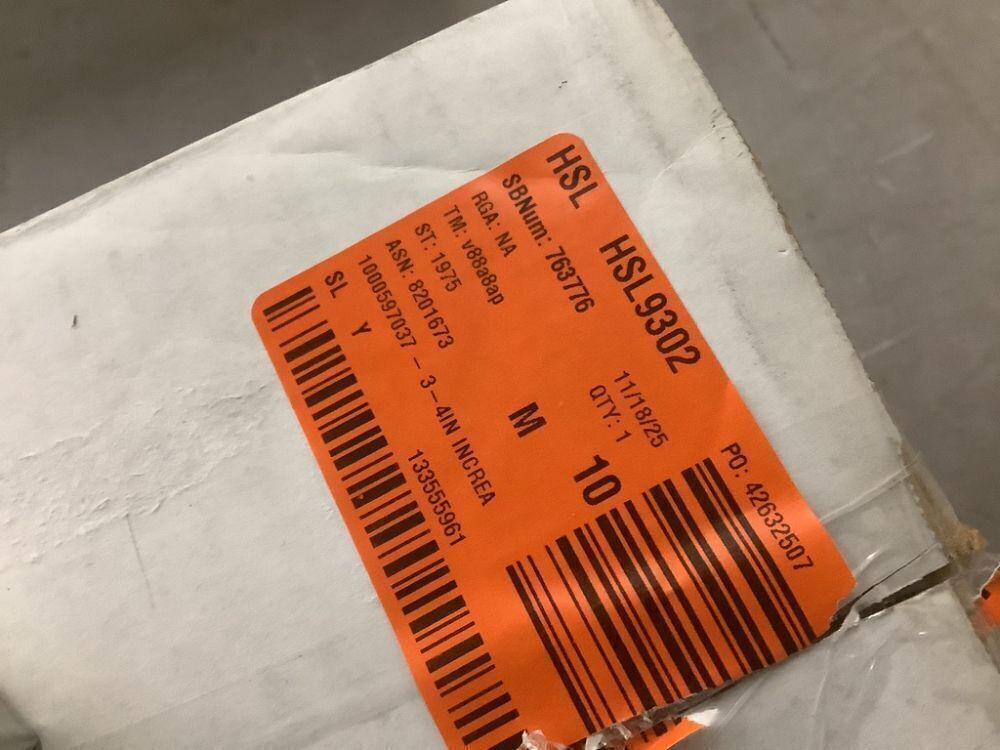 HSL HSL9302 PO: 42632507
SBNum: 763776 11/18/25
RGA: NA QTY: 1
TM: v88a8ap 10
ST: 1975 M
ASN: 8201673
1000597037 - 3-4IN INCREA
SL Y 133555961